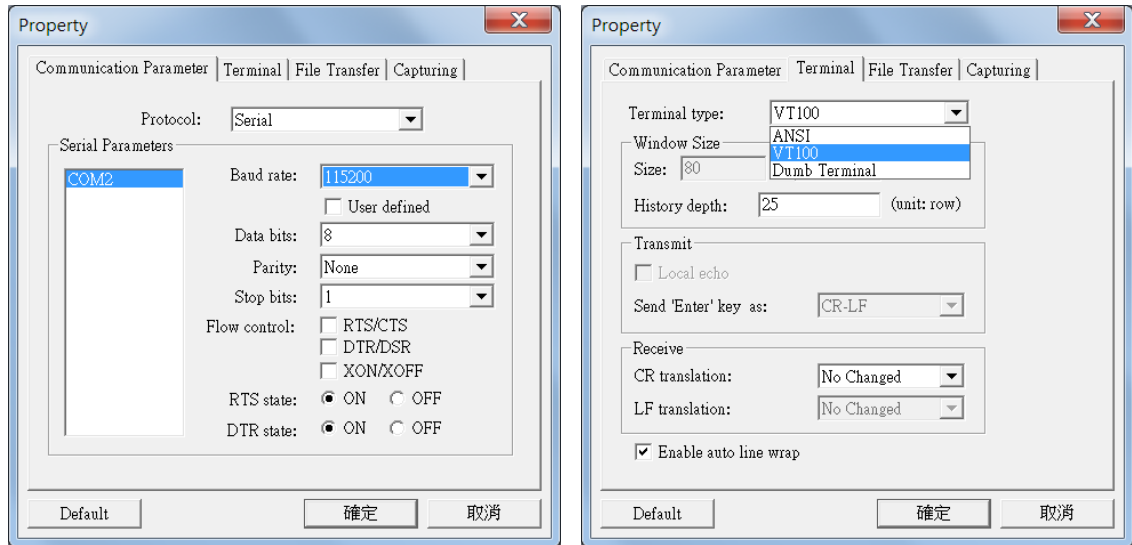 Property
Communication Parameter Terminal File Transfer Capturing
Protocol: Serial
Serial Parameters
COM2
Baud rate: 115200
User defined
Data bits: 8
Parity: None
Stop bits: 1
Flow control: RTS/CTS
DTR/DSR
XON/XOFF
RTS state: ON OFF
DTR state: ON OFF
Default 確定 取消
Property
Communication Parameter Terminal File Transfer Capturing
Terminal type: VT100
ANSI
VT100
Dumb Terminal
Window Size
Size: 80
History depth: 25 (unit: row)
Transmit
Local echo
Send 'Enter' key as: CR-LF
Receive
CR translation: No Changed
LF translation: No Changed
Enable auto line wrap
Default 確定 取消